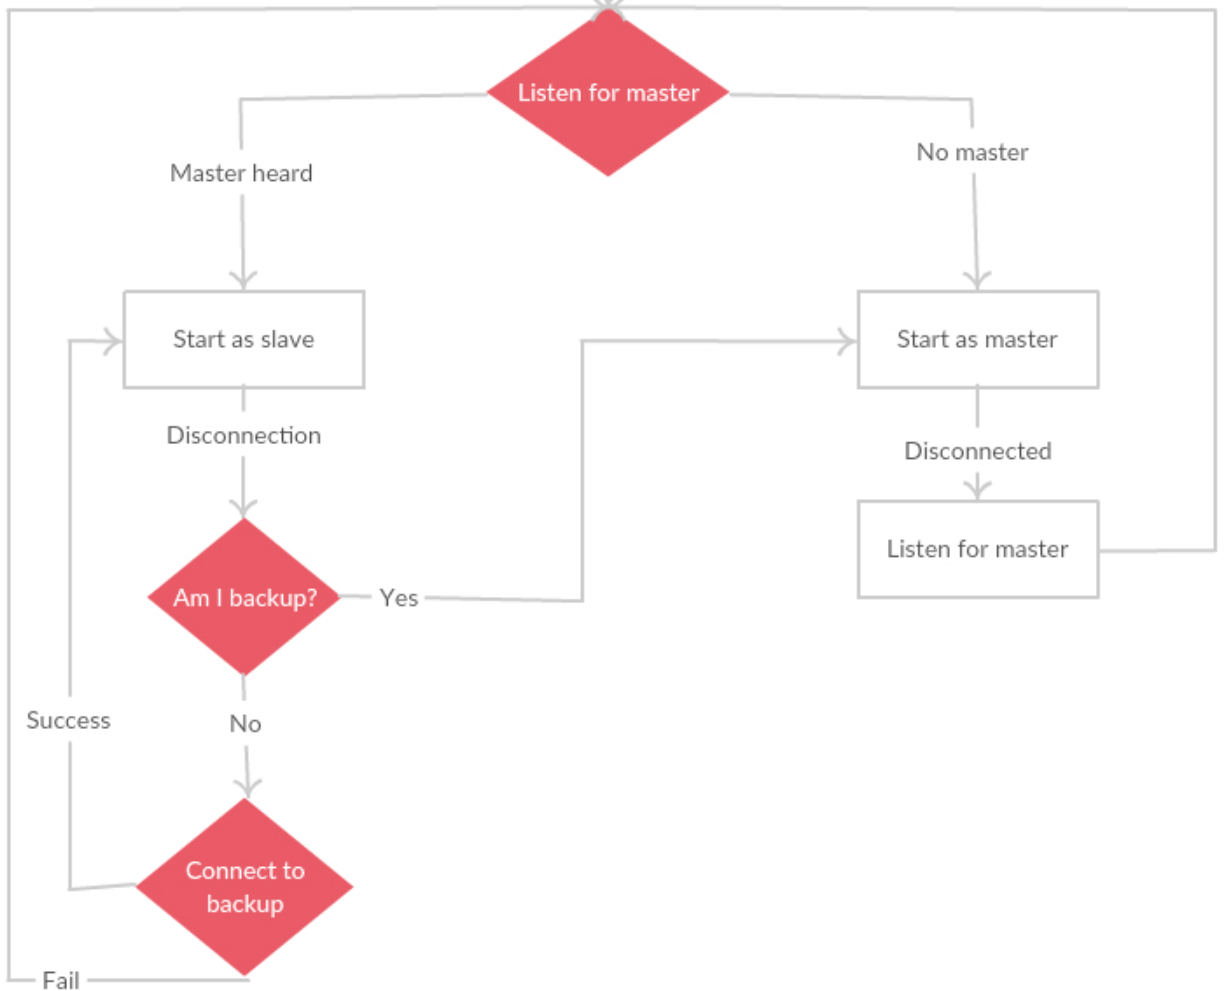 Listen for master
No master
Master heard
Start as slave
Start as master
Disconnection
Disconnected
Listen for master
Am I backup?
Yes
Success
No
Connect to
backup
Fail